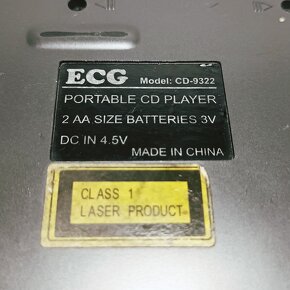 ECG Model: CD-9322
PORTABLE CD PLAYER
2 AA SIZE BATTERIES 3V
DC IN 4.5V
MADE IN CHINA
CLASS 1
LASER PRODUCT